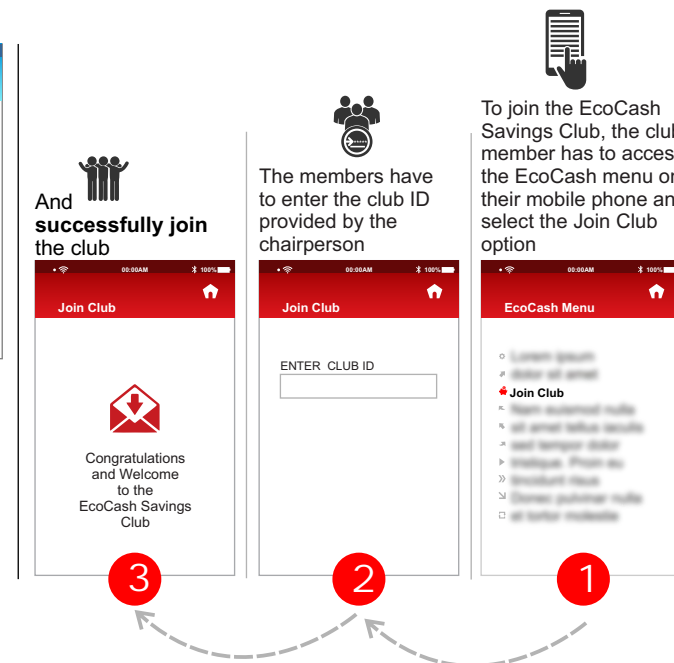 To join the EcoCash
Savings Club, the clu
member has to acces
the EcoCash menu o
their mobile phone an
select the Join Club
option
00:00AM 100%
EcoCash Menu
Join Club
1
The members have
to enter the club ID
provided by the
chairperson
00:00AM 100%
Join Club
ENTER CLUB ID
2
And
successfully join
the club
00:00AM 100%
Join Club
Congratulations
and Welcome
to the
EcoCash Savings
Club
3